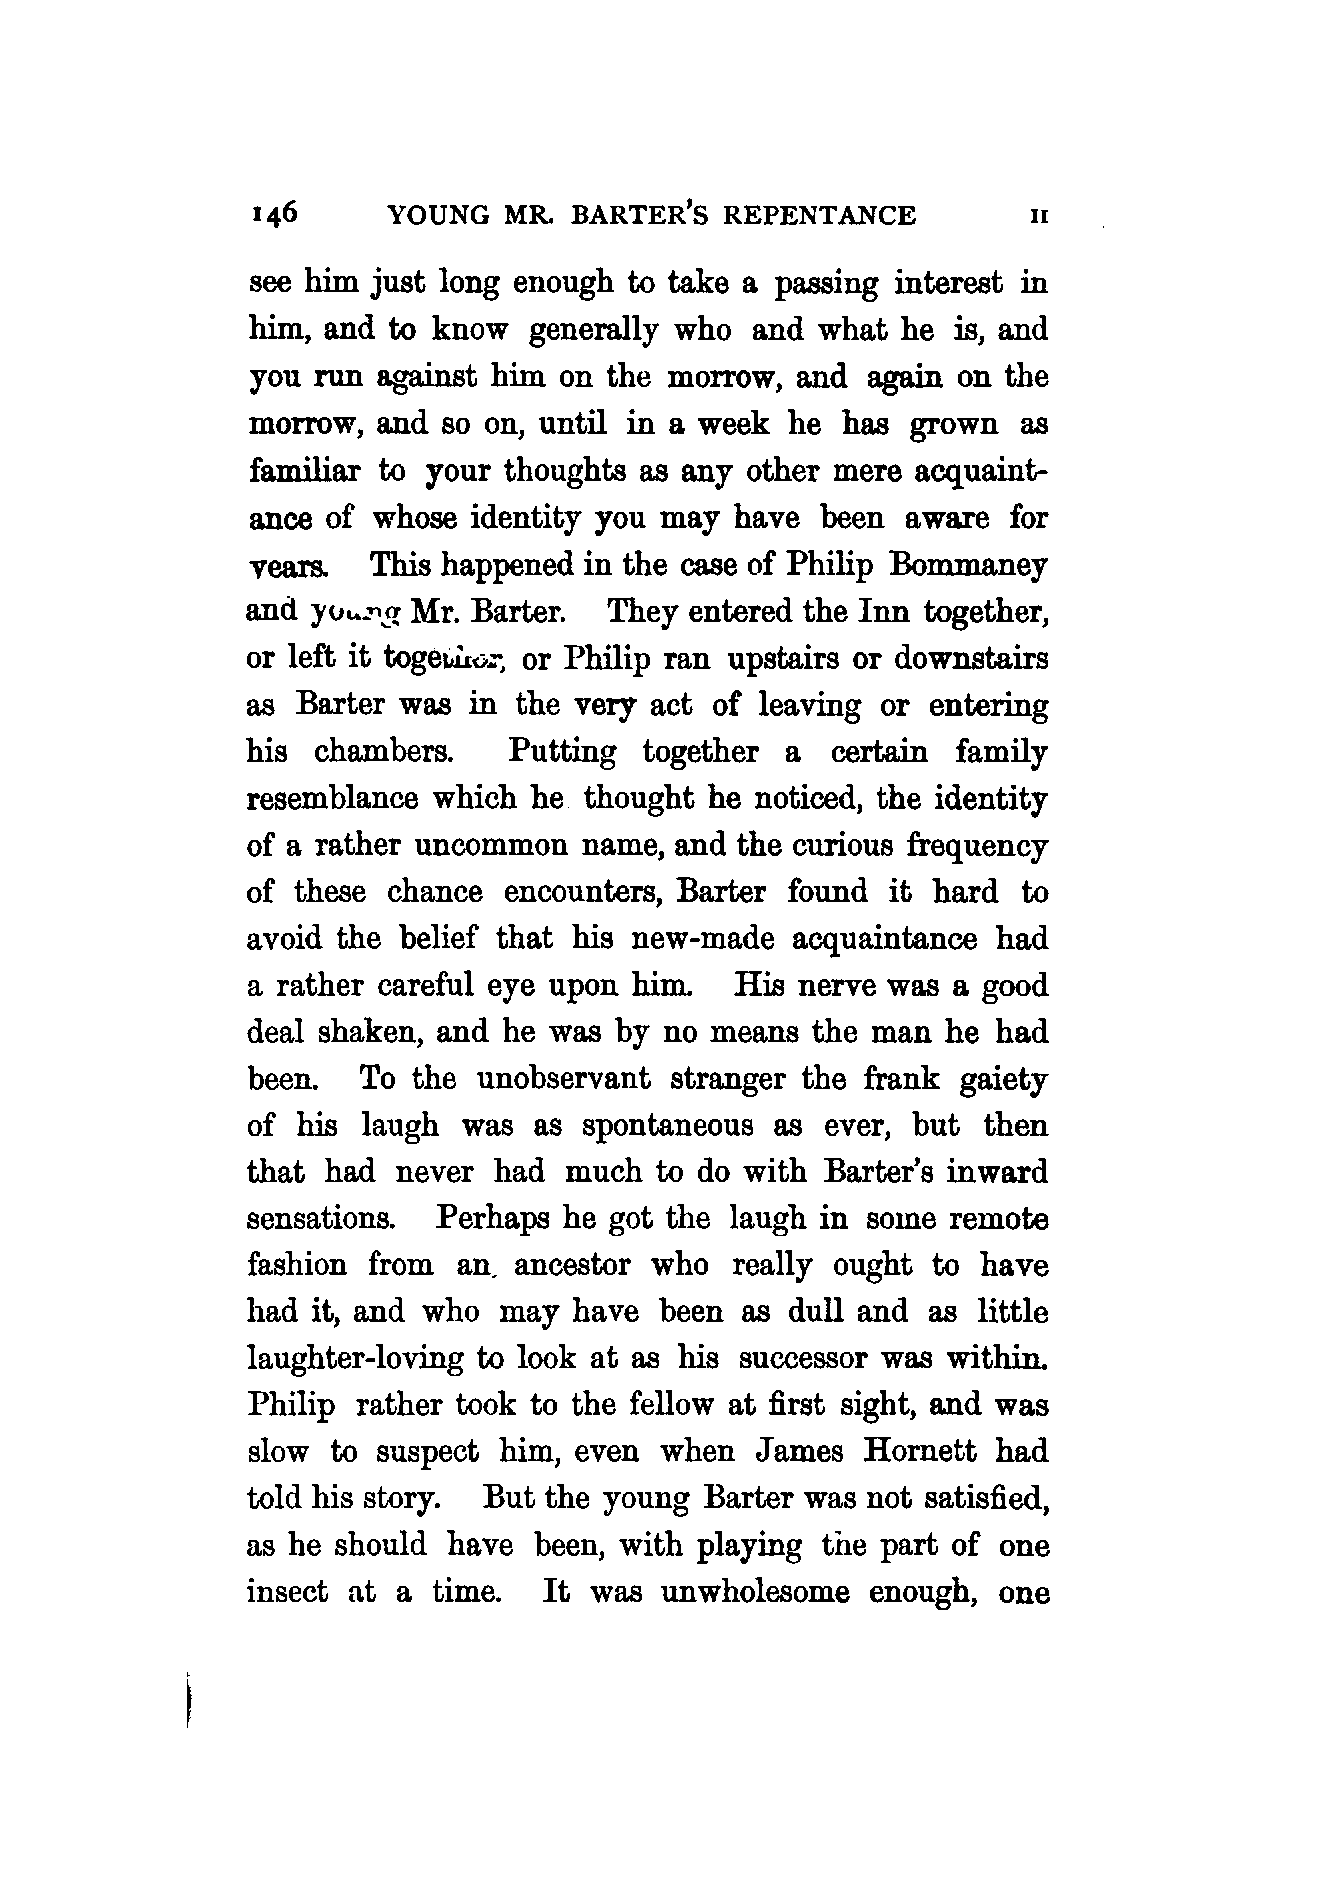 146 YOUNG MR. BARTER'S REPENTANCE II
see him just long enough to take a passing interest in
him, and to know generally who and what he is, and
you run against him on the morrow, and again on the
morrow, and so on, until in a week he has grown as
familiar to your thoughts as any other mere acquaint-
ance of whose identity you may have been aware for
years. This happened in the case of Philip Bommaney
and young Mr. Barter. They entered the Inn together,
or left it together, or Philip ran upstairs or downstairs
as Barter was in the very act of leaving or entering
his chambers. Putting together a certain family
resemblance which he thought he noticed, the identity
of a rather uncommon name, and the curious frequency
of these chance encounters, Barter found it hard to
avoid the belief that his new-made acquaintance had
a rather careful eye upon him. His nerve was a good
deal shaken, and he was by no means the man he had
been. To the unobservant stranger the frank gaiety
of his laugh was as spontaneous as ever, but then
that had never had much to do with Barter's inward
sensations. Perhaps he got the laugh in some remote
fashion from an ancestor who really ought to have
had it, and who may have been as dull and as little
laughter-loving to look at as his successor was within.
Philip rather took to the fellow at first sight, and was
slow to suspect him, even when James Hornett had
told his story. But the young Barter was not satisfied,
as he should have been, with playing the part of one
insect at a time. It was unwholesome enough, one